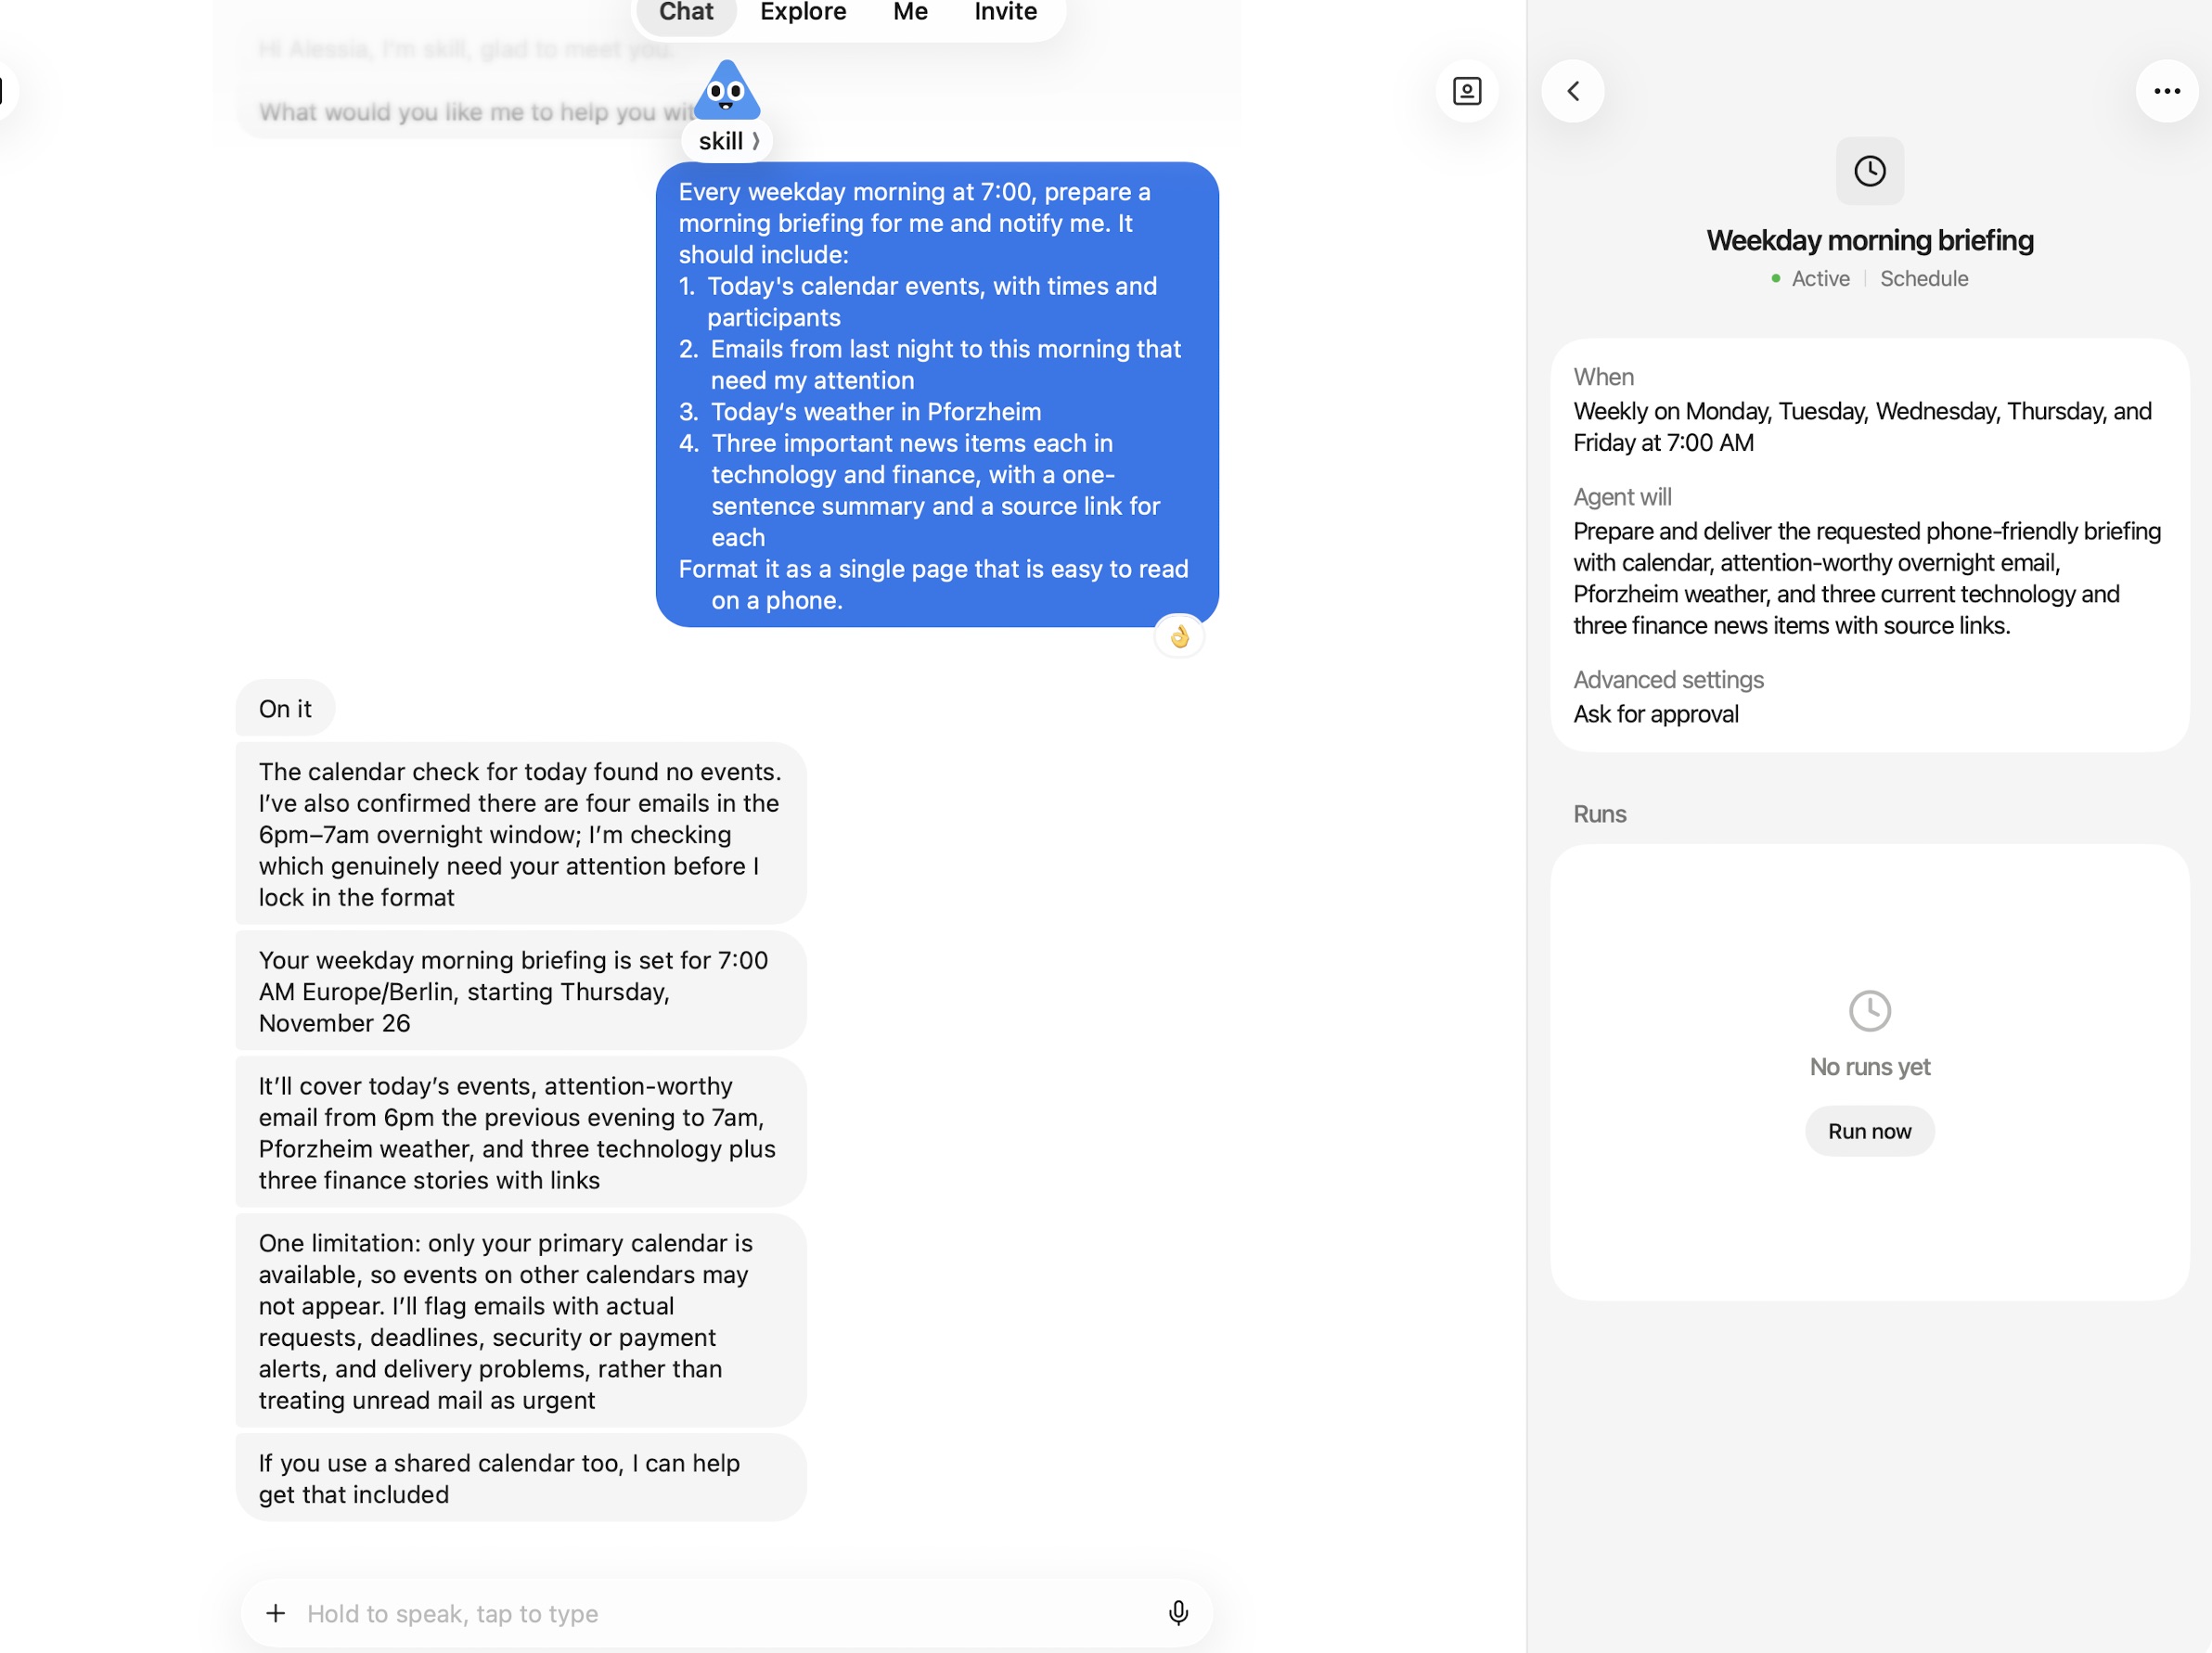 Chat Explore Me Invite
Hi Alessia, I'm skill, glad to meet you.
What would you like me to help you wit
skill
Every weekday morning at 7:00, prepare a
morning briefing for me and notify me. It
should include:
1. Today's calendar events, with times and
participants
2. Emails from last night to this morning that
need my attention
3. Today‘s weather in Pforzheim
4. Three important news items each in
technology and finance, with a one-
sentence summary and a source link for
each
Format it as a single page that is easy to read
on a phone.
On it
The calendar check for today found no events.
I’ve also confirmed there are four emails in the
6pm–7am overnight window; I’m checking
which genuinely need your attention before I
lock in the format
Your weekday morning briefing is set for 7:00
AM Europe/Berlin, starting Thursday,
November 26
It’ll cover today’s events, attention-worthy
email from 6pm the previous evening to 7am,
Pforzheim weather, and three technology plus
three finance stories with links
One limitation: only your primary calendar is
available, so events on other calendars may
not appear. I’ll flag emails with actual
requests, deadlines, security or payment
alerts, and delivery problems, rather than
treating unread mail as urgent
If you use a shared calendar too, I can help
get that included
Hold to speak, tap to type
Weekday morning briefing
Active | Schedule
When
Weekly on Monday, Tuesday, Wednesday, Thursday, and
Friday at 7:00 AM
Agent will
Prepare and deliver the requested phone-friendly briefing
with calendar, attention-worthy overnight email,
Pforzheim weather, and three current technology and
three finance news items with source links.
Advanced settings
Ask for approval
Runs
No runs yet
Run now